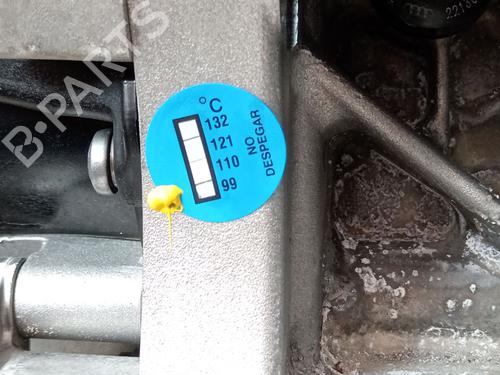 B-PARTS
°C
132
121
110
99
NO
DESPEGAR